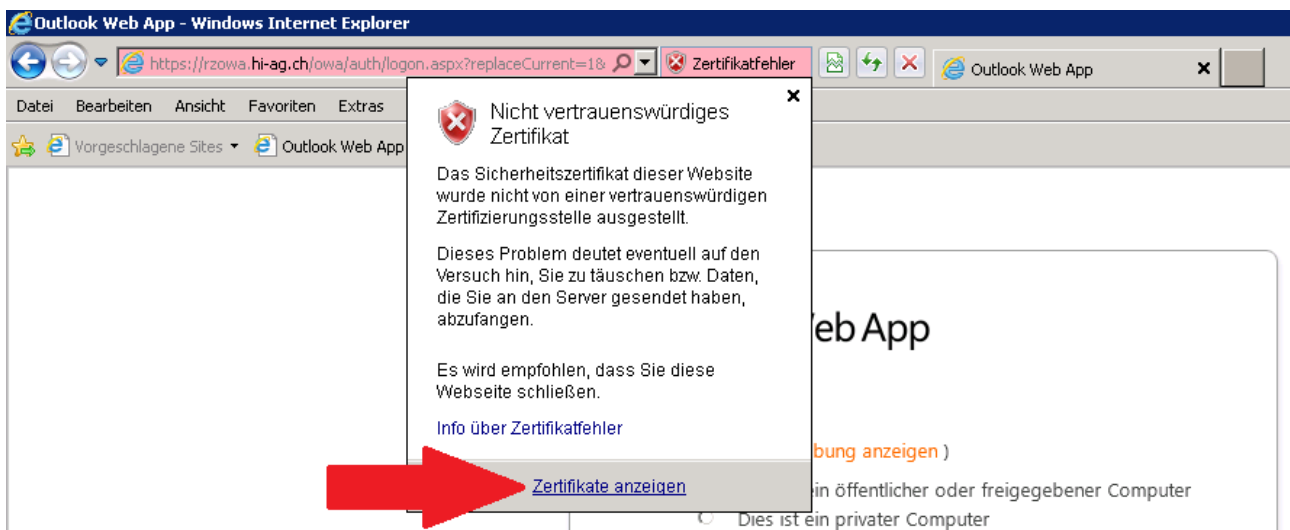 Outlook Web App - Windows Internet Explorer
https://rzowa.hi-ag.ch/owa/auth/logon.aspx?replaceCurrent=1& Zertifikatfehler Outlook Web App
Datei Bearbeiten Ansicht Favoriten Extras
Vorgeschlagene Sites Outlook Web App
Nicht vertrauenswürdiges
Zertifikat
Das Sicherheitszertifikat dieser Website
wurde nicht von einer vertrauenswürdigen
Zertifizierungsstelle ausgestellt.
Dieses Problem deutet eventuell auf den
Versuch hin, Sie zu täuschen bzw. Daten,
die Sie an den Server gesendet haben,
abzufangen.
Es wird empfohlen, dass Sie diese
Webseite schließen.
Info über Zertifikatfehler
Zertifikate anzeigen
eb App
bung anzeigen )
in öffentlicher oder freigegebener Computer
Dies ist ein privater Computer